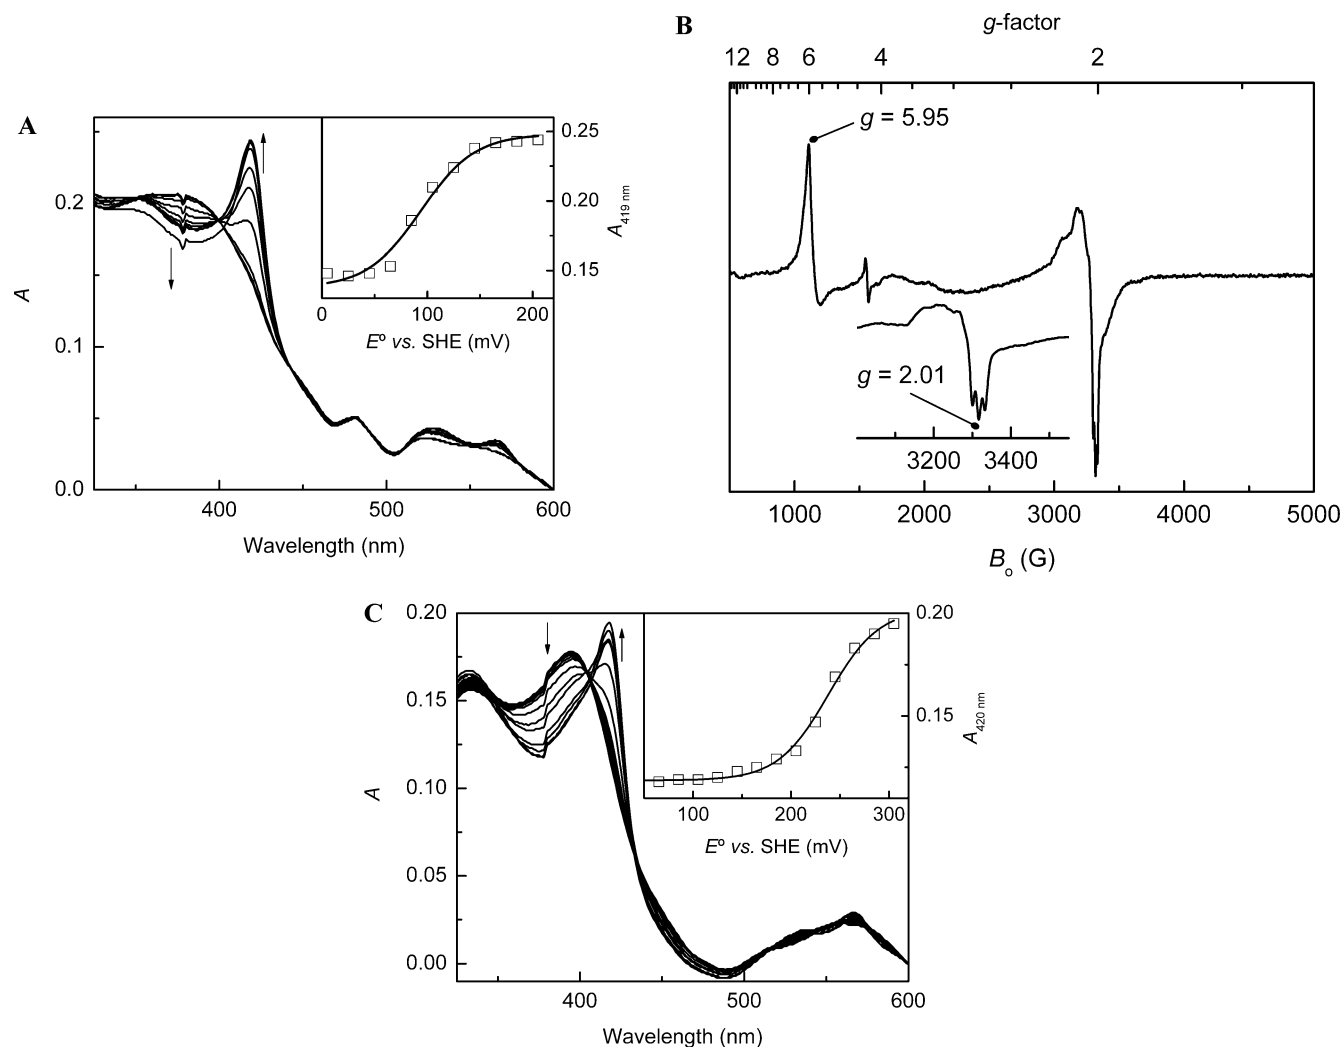 A
A
0.2
0.1
0.0
400
500
600
Wavelength (nm)
0.25
0.20
0.15
A419 nm
0
100
200
Eº vs. SHE (mV)
B
g-factor
12 8 6 4 2
g = 5.95
g = 2.01
3200 3400
1000 2000 3000 4000 5000
Bo (G)
C
A
0.20
0.15
0.10
0.05
0.00
400
500
600
Wavelength (nm)
0.20
0.15
A420 nm
100
200
300
Eº vs. SHE (mV)